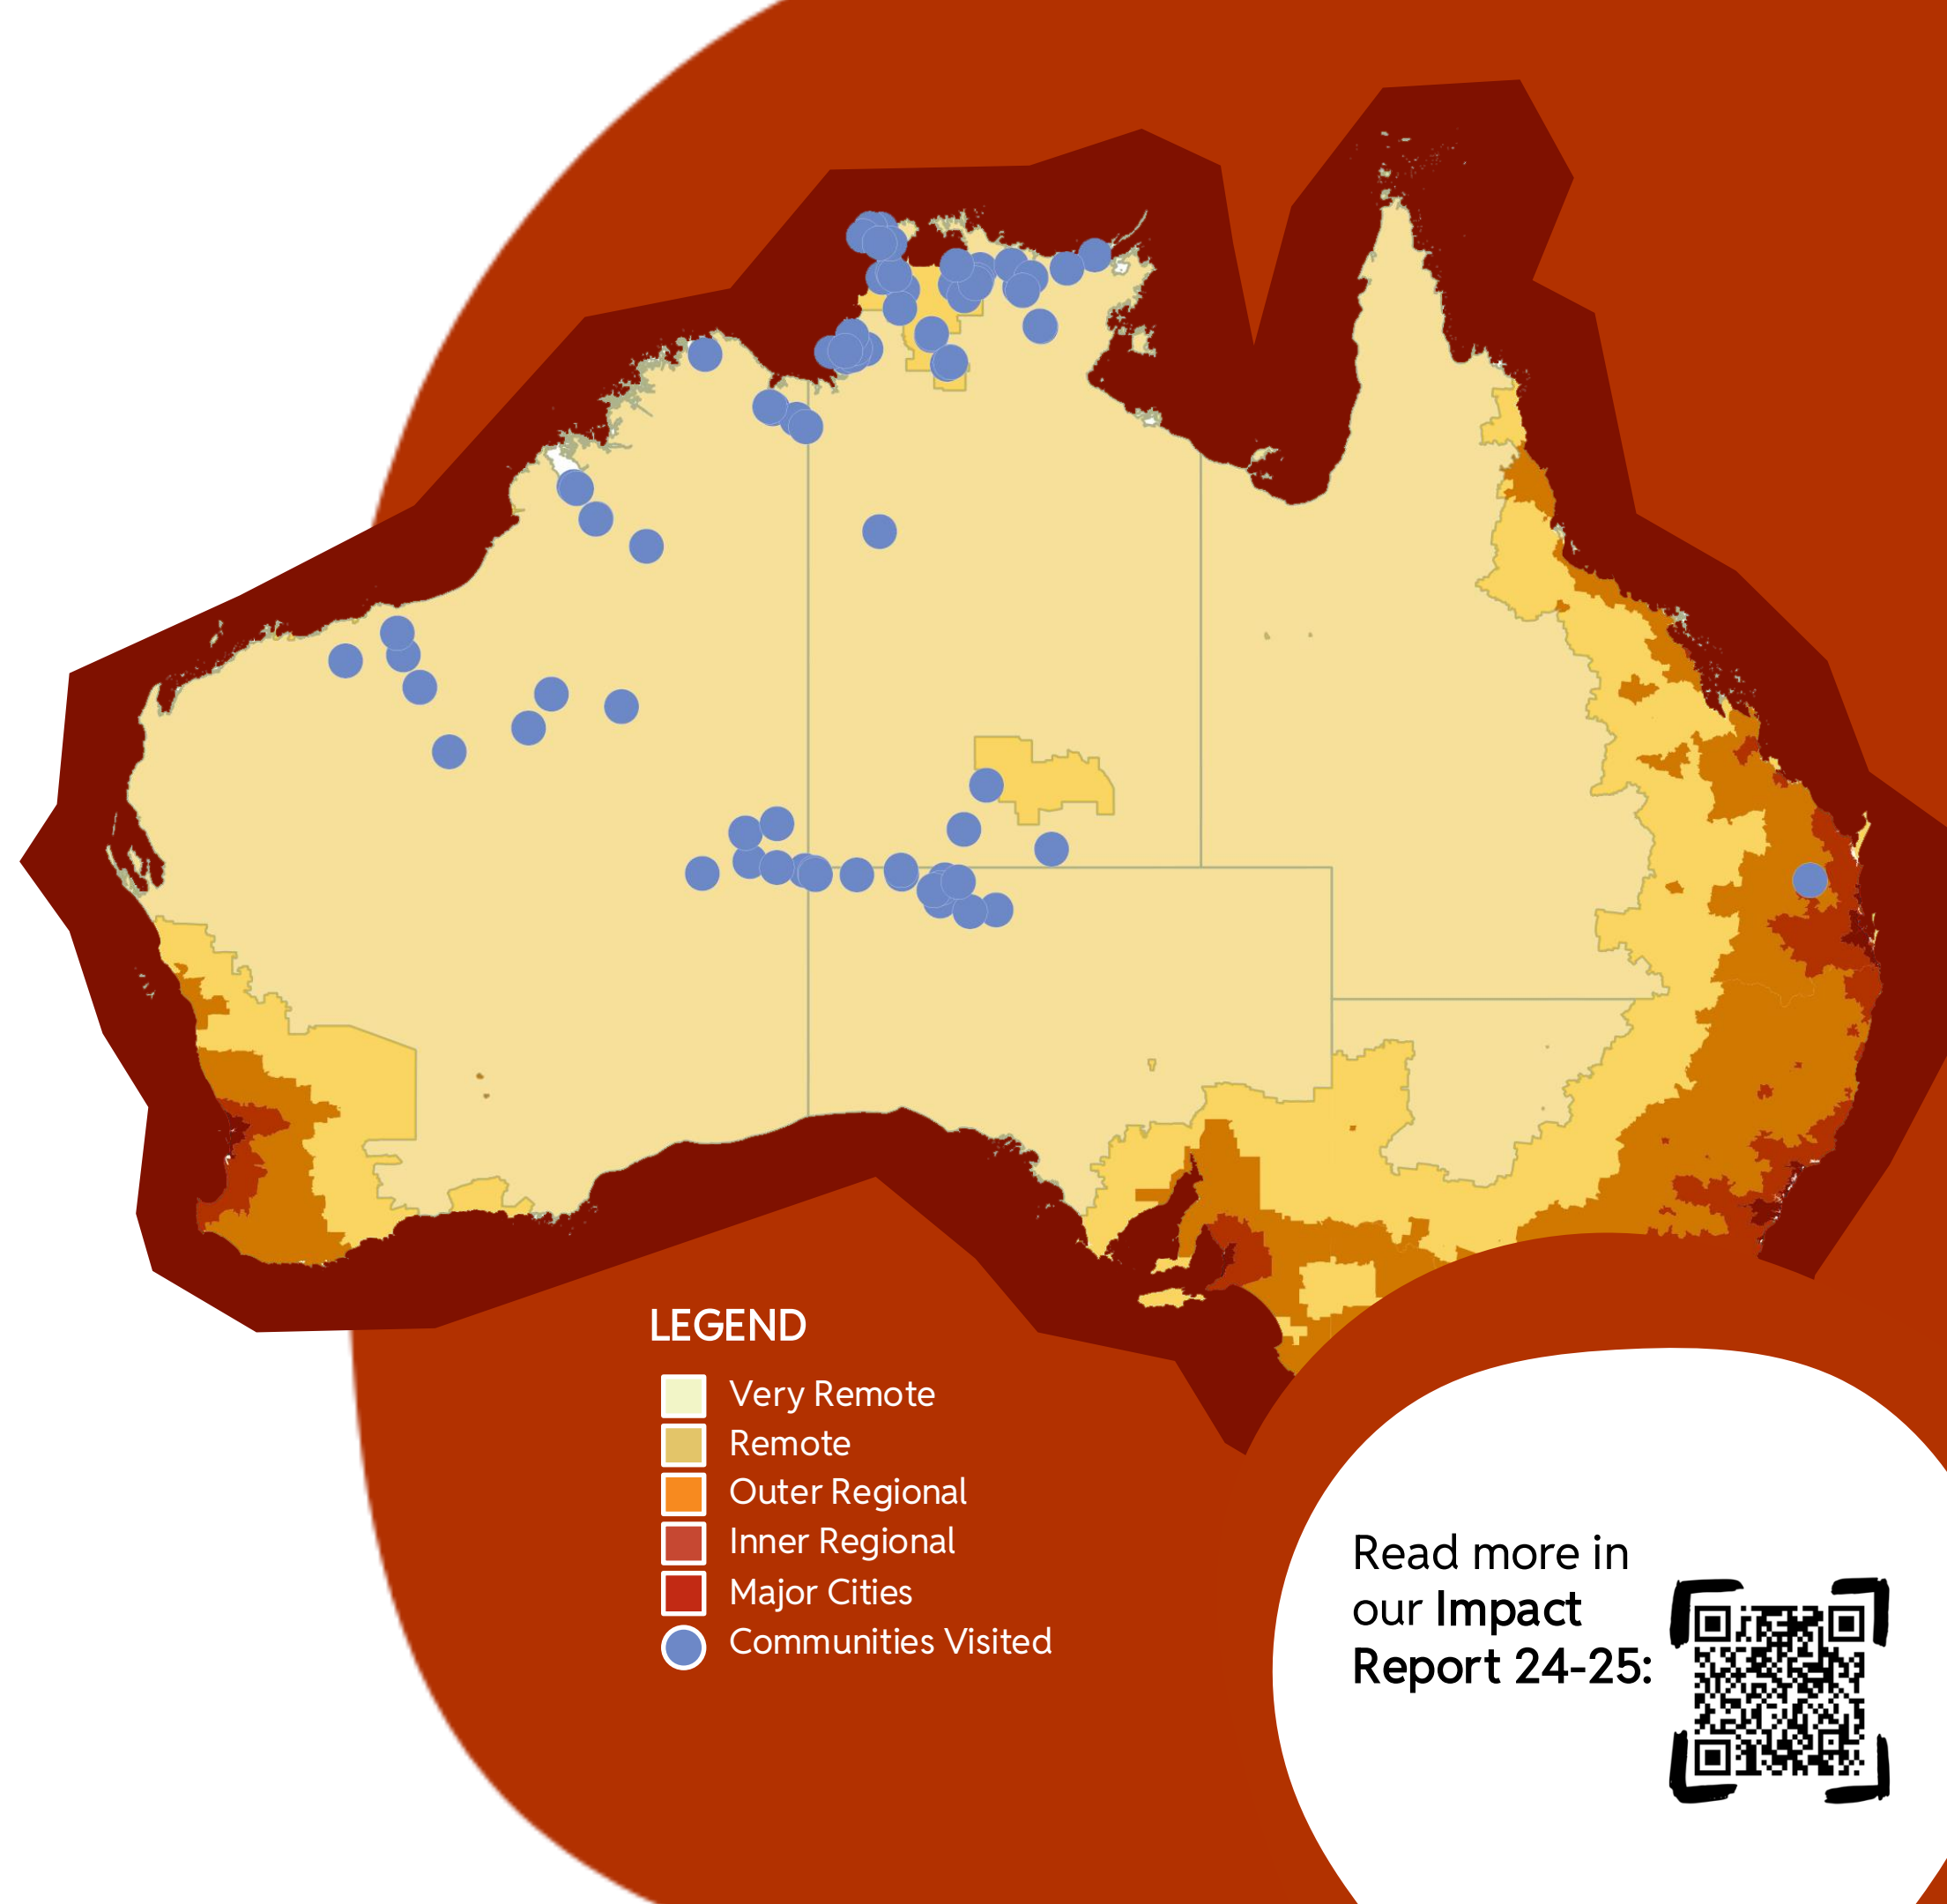 LEGEND
Very Remote
Remote
Outer Regional
Inner Regional
Major Cities
Communities Visited
Read more in
our Impact
Report 24-25: